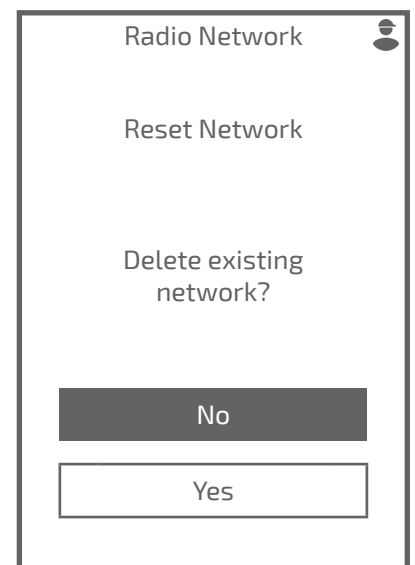 Radio Network
Reset Network
Delete existing
network?
No
Yes